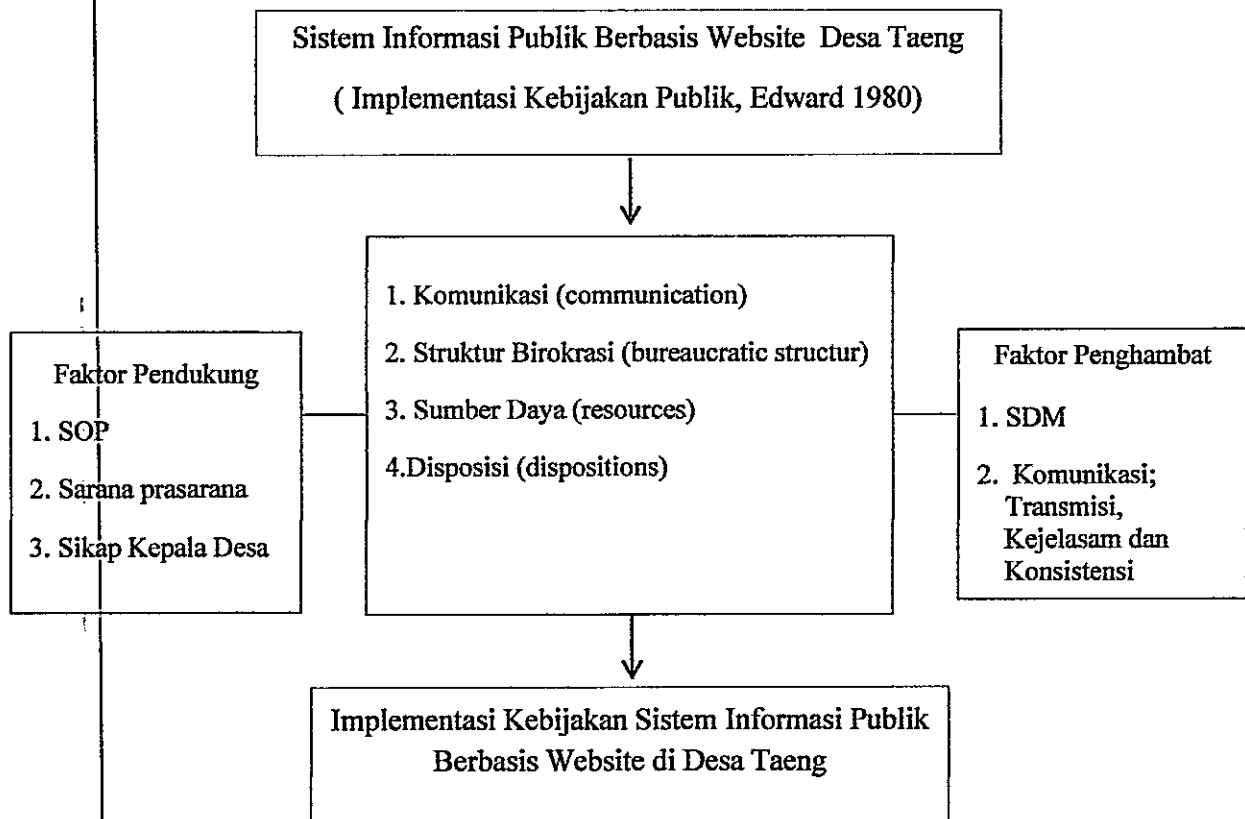 Sistem Informasi Publik Berbasis Website Desa Taeng
( Implementasi Kebijakan Publik, Edward 1980)
1. Komunikasi (communication)
2. Struktur Birokrasi (bureaucratic structur)
3. Sumber Daya (resources)
4.Disposisi (dispositions)
Faktor Pendukung
1. SOP
2. Sarana prasarana
3. Sikap Kepala Desa
Faktor Penghambat
1. SDM
2. Komunikasi;
Transmisi,
Kejelasam dan
Konsistensi
Implementasi Kebijakan Sistem Informasi Publik
Berbasis Website di Desa Taeng